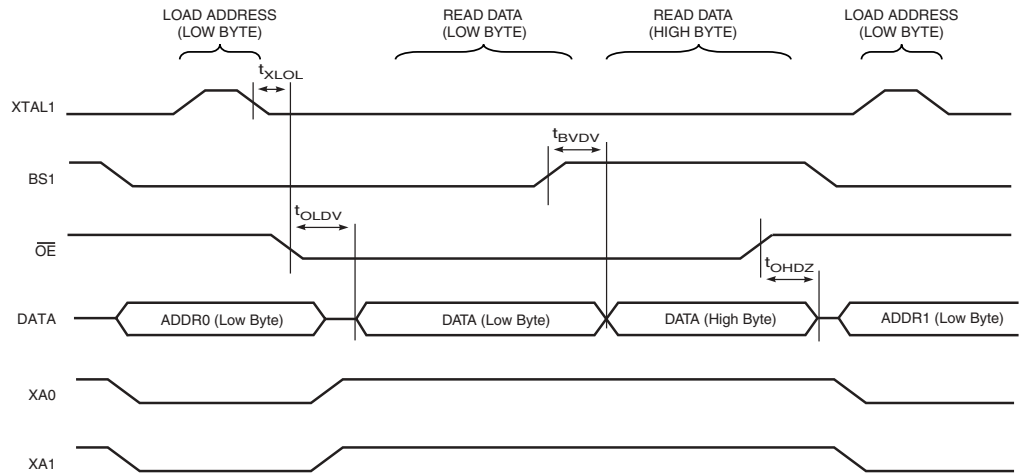 LOAD ADDRESS
(LOW BYTE)
READ DATA
(LOW BYTE)
READ DATA
(HIGH BYTE)
LOAD ADDRESS
(LOW BYTE)
tXLOL
XTAL1
tBVDV
BS1
tOLDV
OE
tOHDZ
DATA
ADDR0 (Low Byte)
DATA (Low Byte)
DATA (High Byte)
ADDR1 (Low Byte)
XA0
XA1